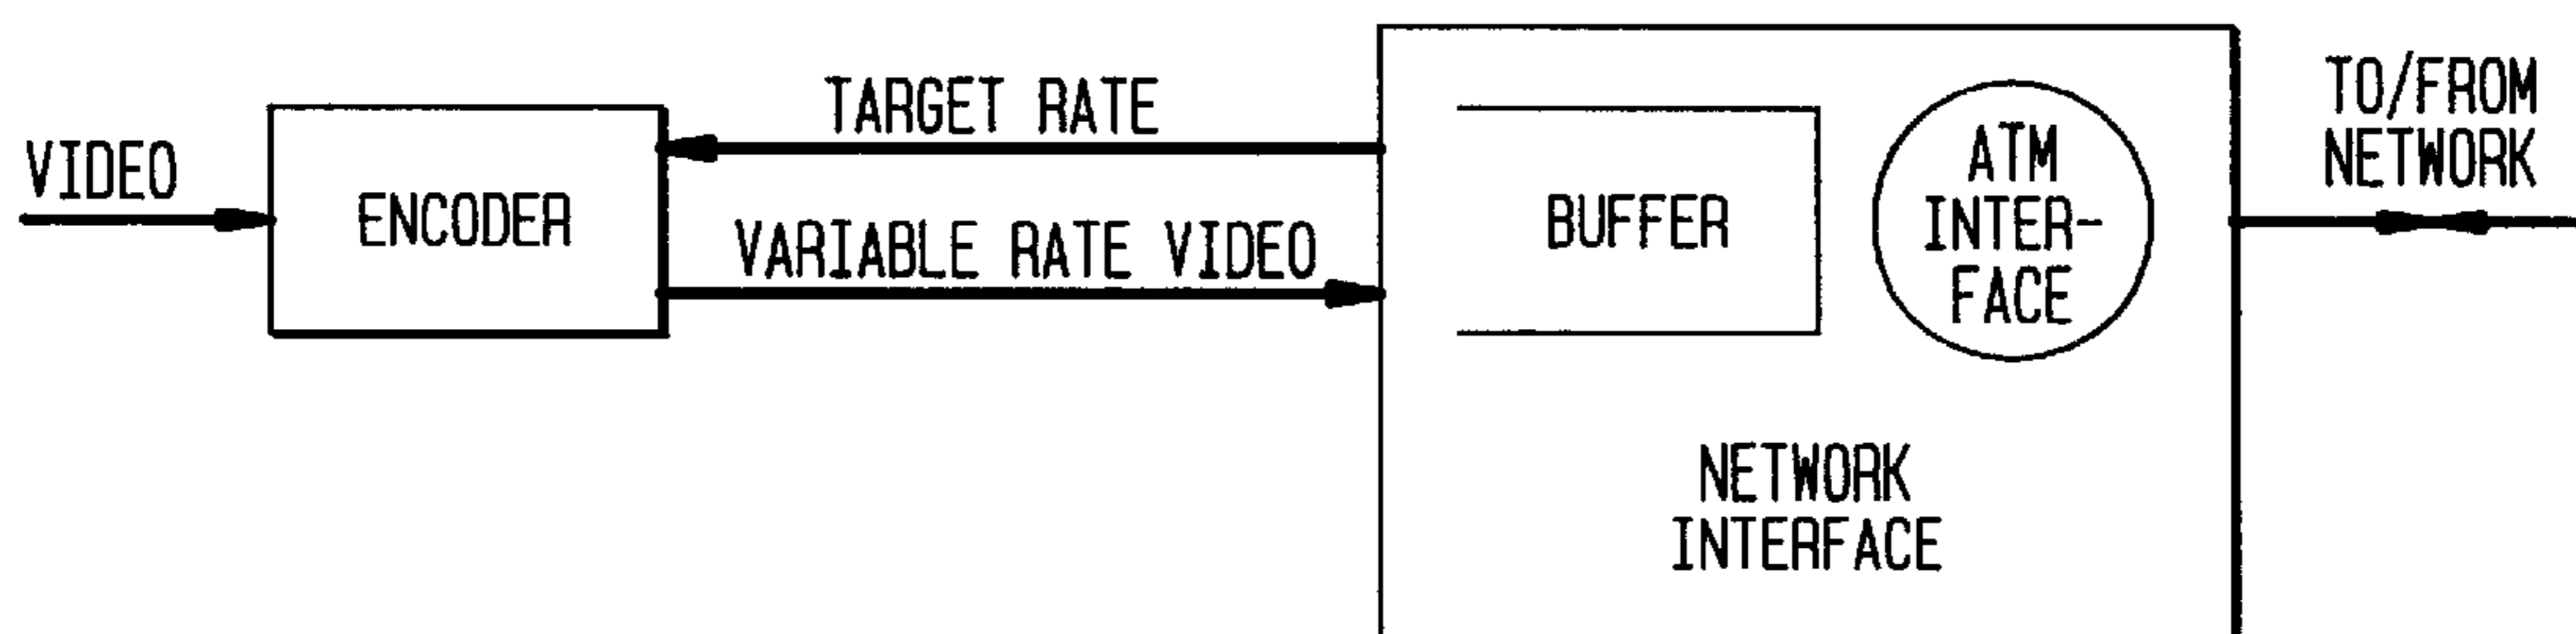 VIDEO
ENCODER
TARGET RATE
VARIABLE RATE VIDEO
BUFFER
ATM
INTER-
FACE
NETWORK
INTERFACE
TO/FROM
NETWORK